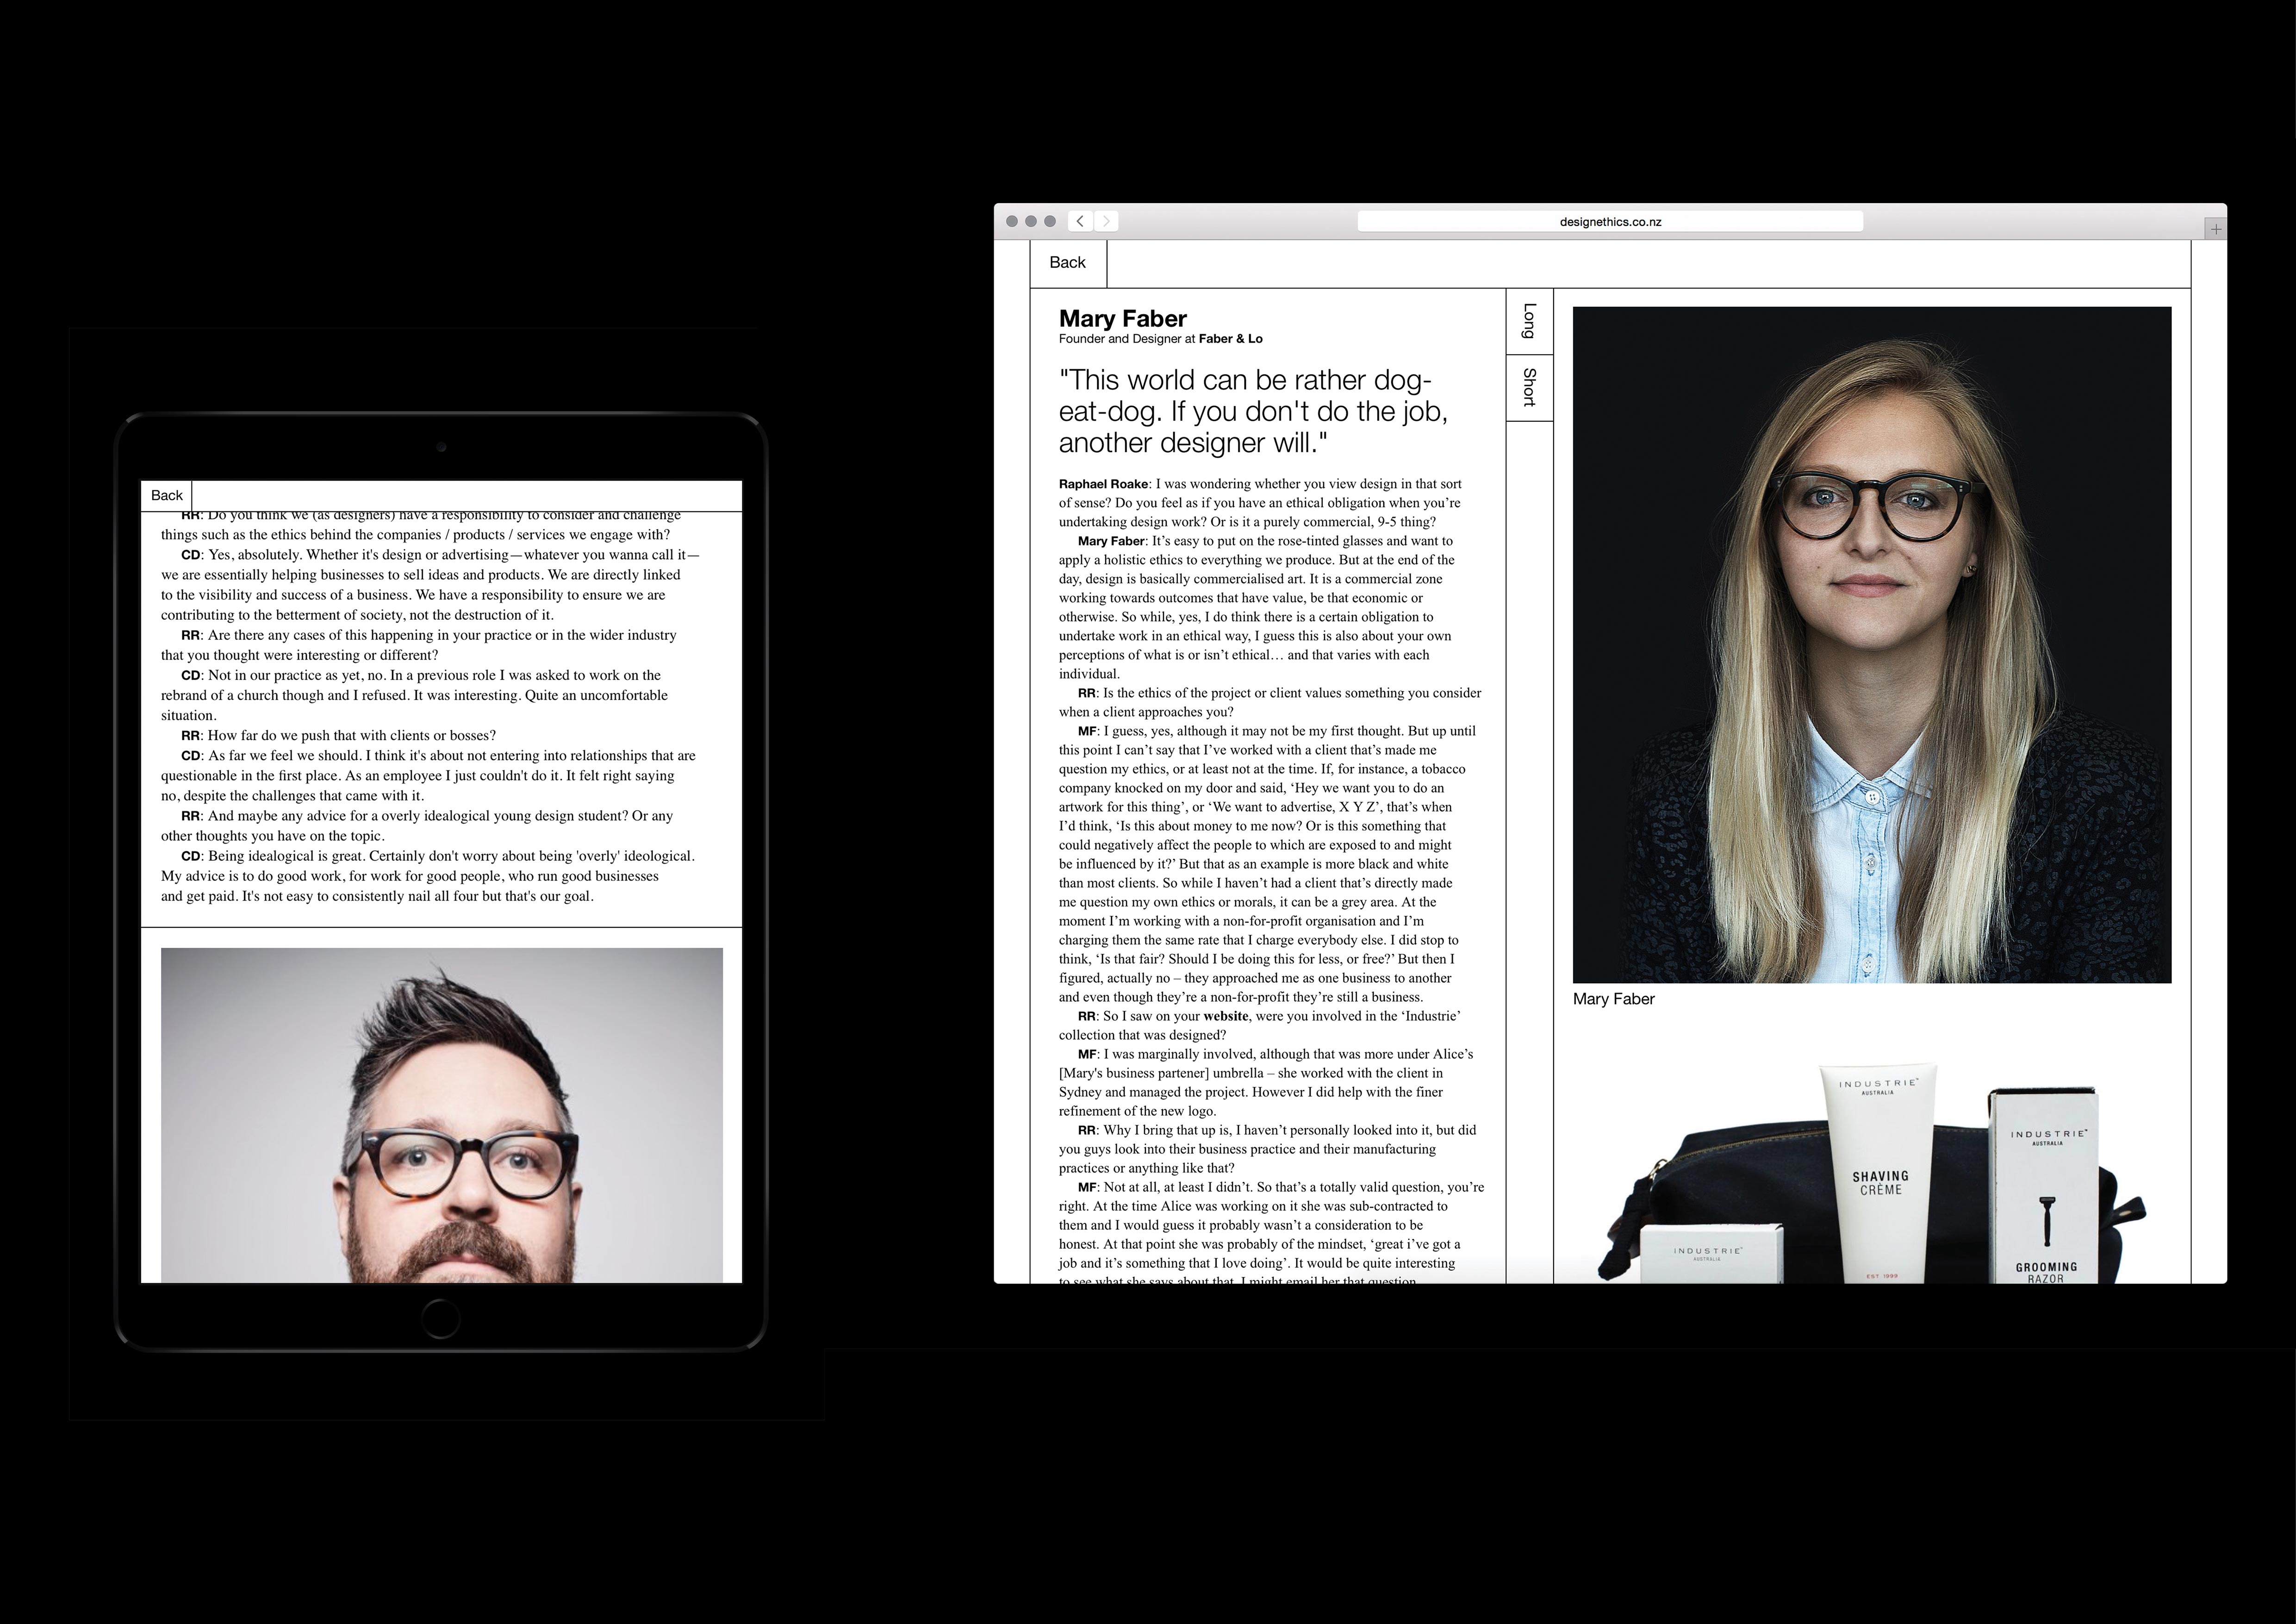 Back
RR: Do you think we (as designers) have a responsibility to consider and challenge
things such as the ethics behind the companies / products / services we engage with?
CD: Yes, absolutely. Whether it's design or advertising—whatever you wanna call it—
we are essentially helping businesses to sell ideas and products. We are directly linked
to the visibility and success of a business. We have a responsibility to ensure we are
contributing to the betterment of society, not the destruction of it.
RR: Are there any cases of this happening in your practice or in the wider industry
that you thought were interesting or different?
CD: Not in our practice as yet, no. In a previous role I was asked to work on the
rebrand of a church though and I refused. It was interesting. Quite an uncomfortable
situation.
RR: How far do we push that with clients or bosses?
CD: As far we feel we should. I think it's about not entering into relationships that are
questionable in the first place. As an employee I just couldn't do it. It felt right saying
no, despite the challenges that came with it.
RR: And maybe any advice for a overly idealogical young design student? Or any
other thoughts you have on the topic.
CD: Being idealogical is great. Certainly don't worry about being 'overly' ideological.
My advice is to do good work, for work for good people, who run good businesses
and get paid. It's not easy to consistently nail all four but that's our goal.
designethics.co.nz
Back
Mary Faber
Founder and Designer at Faber & Lo
"This world can be rather dog-
eat-dog. If you don't do the job,
another designer will."
Raphael Roake: I was wondering whether you view design in that sort
of sense? Do you feel as if you have an ethical obligation when you’re
undertaking design work? Or is it a purely commercial, 9-5 thing?
Mary Faber: It’s easy to put on the rose-tinted glasses and want to
apply a holistic ethics to everything we produce. But at the end of the
day, design is basically commercialised art. It is a commercial zone
working towards outcomes that have value, be that economic or
otherwise. So while, yes, I do think there is a certain obligation to
undertake work in an ethical way, I guess this is also about your own
perceptions of what is or isn’t ethical… and that varies with each
individual.
RR: Is the ethics of the project or client values something you consider
when a client approaches you?
MF: I guess, yes, although it may not be my first thought. But up until
this point I can’t say that I’ve worked with a client that’s made me
question my ethics, or at least not at the time. If, for instance, a tobacco
company knocked on my door and said, ‘Hey we want you to do an
artwork for this thing’, or ‘We want to advertise, X Y Z’, that’s when
I’d think, ‘Is this about money to me now? Or is this something that
could negatively affect the people to which are exposed to and might
be influenced by it?’ But that as an example is more black and white
than most clients. So while I haven’t had a client that’s directly made
me question my own ethics or morals, it can be a grey area. At the
moment I’m working with a non-for-profit organisation and I’m
charging them the same rate that I charge everybody else. I did stop to
think, ‘Is that fair? Should I be doing this for less, or free?’ But then I
figured, actually no – they approached me as one business to another
and even though they’re a non-for-profit they’re still a business.
RR: So I saw on your website, were you involved in the ‘Industrie’
collection that was designed?
MF: I was marginally involved, although that was more under Alice’s
[Mary's business partener] umbrella – she worked with the client in
Sydney and managed the project. However I did help with the finer
refinement of the new logo.
RR: Why I bring that up is, I haven’t personally looked into it, but did
you guys look into their business practice and their manufacturing
practices or anything like that?
MF: Not at all, at least I didn’t. So that’s a totally valid question, you’re
right. At the time Alice was working on it she was sub-contracted to
them and I would guess it probably wasn’t a consideration to be
honest. At that point she was probably of the mindset, ‘great i’ve got a
job and it’s something that I love doing’. It would be quite interesting
to see what she says about that. I might email her that question
Long
Short
Mary Faber
INDUSTRIE
AUSTRALIA
SHAVING
CRÈME
EST 1999
INDUSTRIE
AUSTRALIA
GROOMING
RAZOR
INDUSTRIE
AUSTRALIA